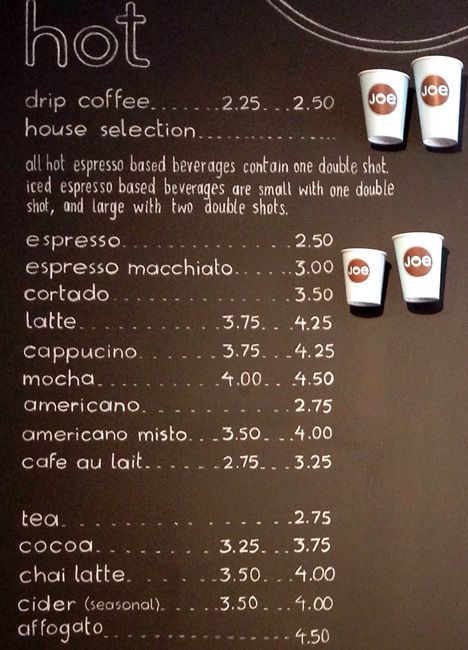 hot
drip coffee.......2.25...2.50
house selection..............
all hot espresso based beverages contain one double shot.
iced espresso based beverages are small with one double
shot, and large with two double shots.
espresso..............2.50
espresso macchiato......3.00
cortado...............3.50
latte...........3.75...4.25
cappucino.......3.75...4.25
mocha..........4.00...4.50
americano.............2.75
americano misto...3.50...4.00
cafe au lait......2.75...3.25
tea...................2.75
cocoa..........3.25...3.75
chai latte.......3.50...4.00
cider (seasonal).....3.50...4.00
affogato...............4.50
JOE
JOE
JOE
JOE